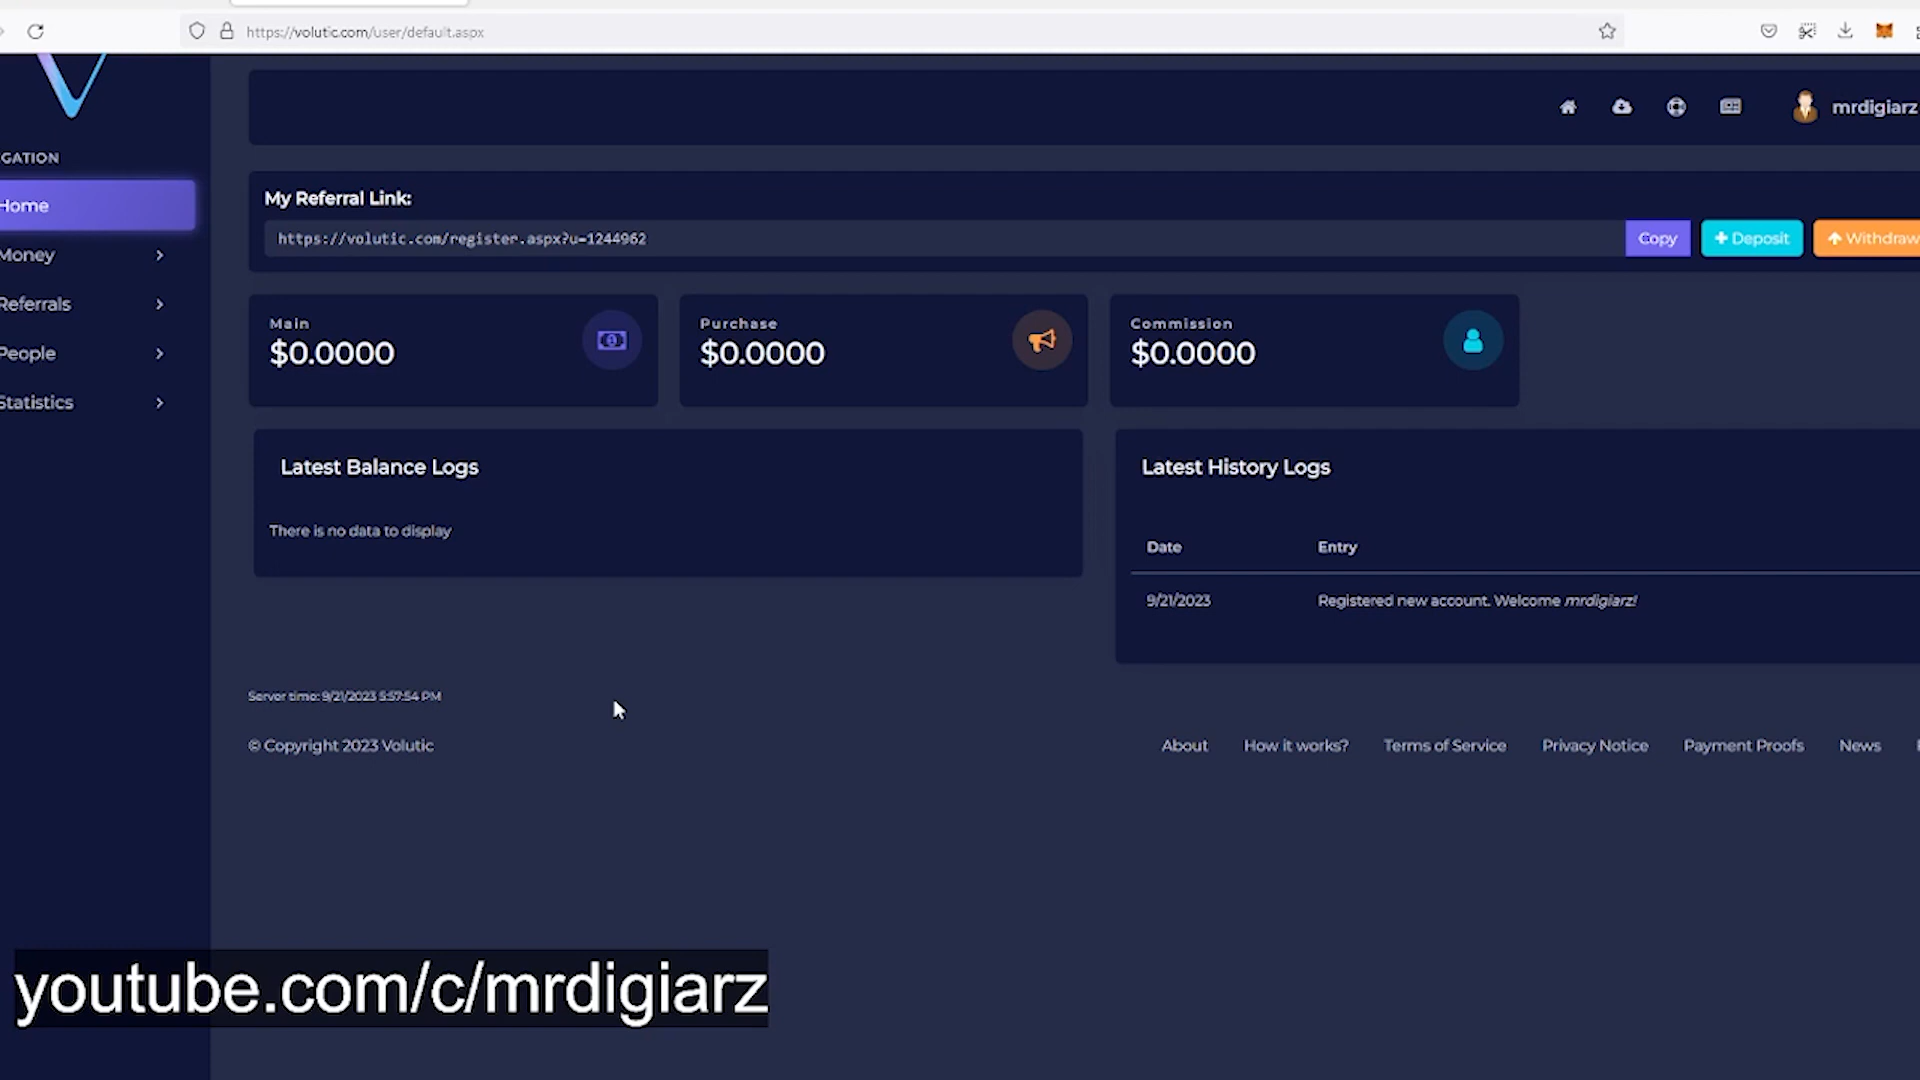 https://volutic.com/user/default.aspx
mrdigiarz
GATION
Home
Money
Referrals
People
Statistics
My Referral Link:
https://volutic.com/register.aspx?u=1244962
Copy
+ Deposit
Withdraw
Main
$0.0000
Purchase
$0.0000
Commission
$0.0000
Latest Balance Logs
There is no data to display
Latest History Logs
Date Entry
9/21/2023 Registered new account. Welcome mrdigiarz!
Server time: 9/21/2023 5:57:54 PM
© Copyright 2023 Volutic
About How it works? Terms of Service Privacy Notice Payment Proofs News
youtube.com/c/mrdigiarz